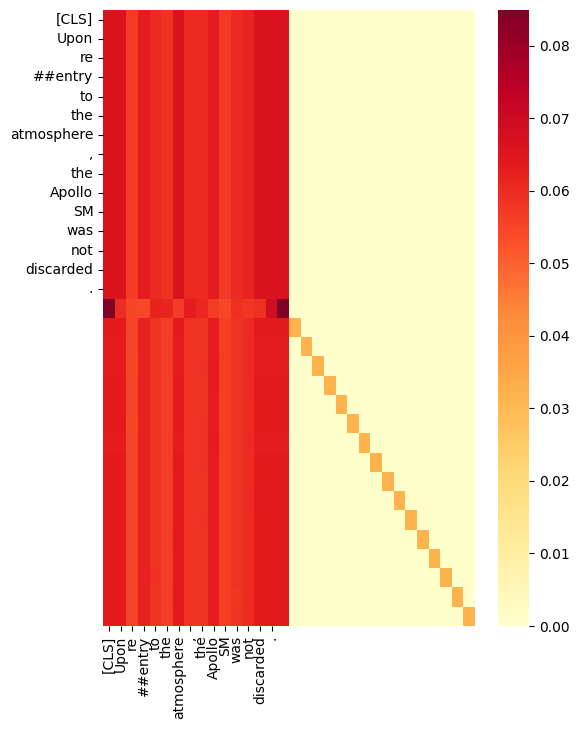 [CLS]
Upon
re
##entry
to
the
atmosphere
,
the
Apollo
SM
was
not
discarded
.
0.08
0.07
0.06
0.05
0.04
0.03
0.02
0.01
0.00
[CLS]
Upon
re
##entry
to
the
atmosphere
,
the
Apollo
SM
was
not
discarded
.